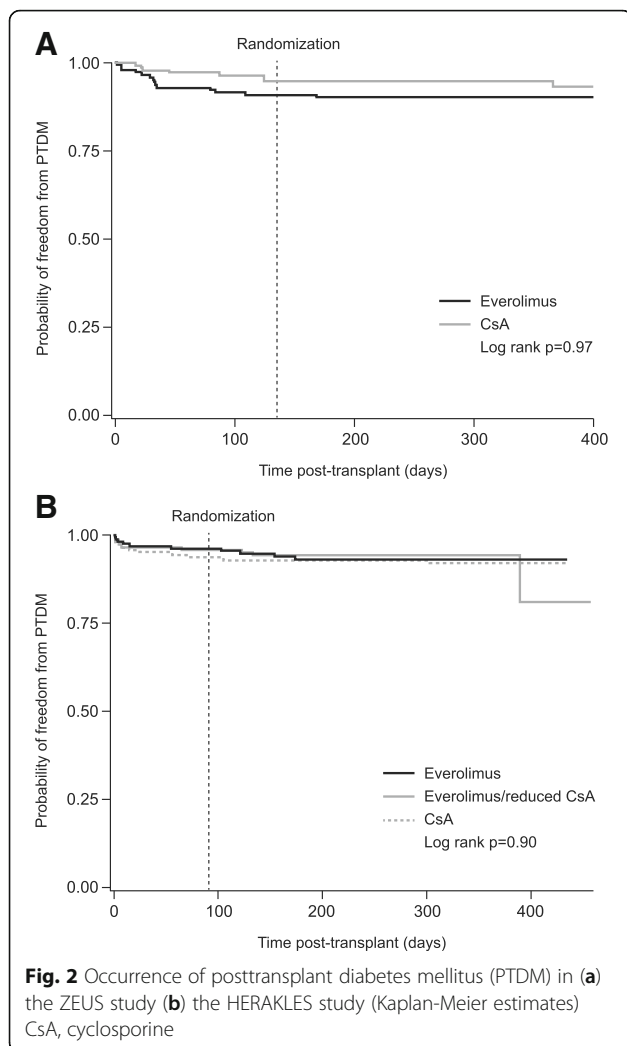 A
Randomization
1.00
0.75
0.50
0.25
0.00
Probability of freedom from PTDM
Everolimus
CsA
Log rank p=0.97
0 100 200 300 400
Time post-transplant (days)
B
Randomization
1.00
0.75
0.50
0.25
0.00
Probability of freedom from PTDM
Everolimus
Everolimus/reduced CsA
CsA
Log rank p=0.90
0 100 200 300 400
Time post-transplant (days)
Fig. 2 Occurrence of posttransplant diabetes mellitus (PTDM) in (a)
the ZEUS study (b) the HERAKLES study (Kaplan-Meier estimates)
CsA, cyclosporine